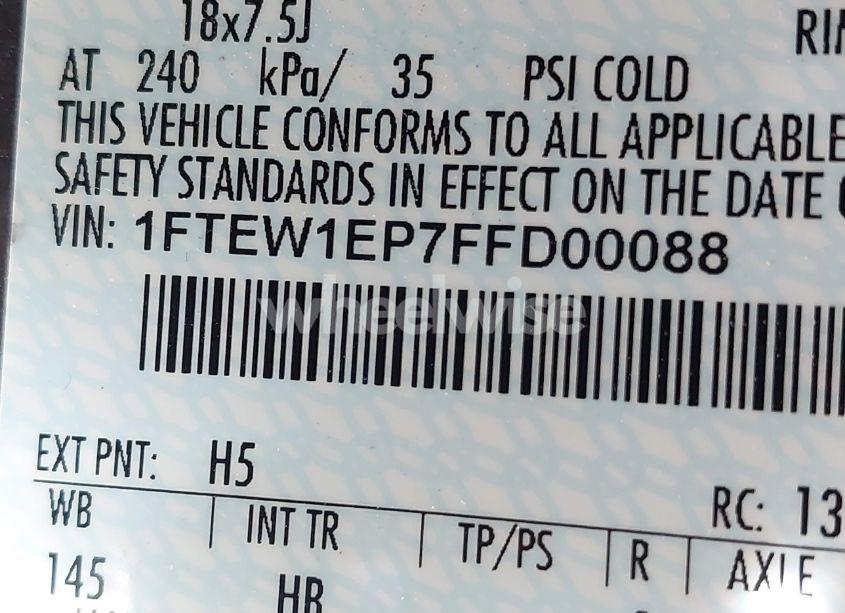 18x7.5J RIM
AT 240 kPa/ 35 PSI COLD
THIS VEHICLE CONFORMS TO ALL APPLICABLE
SAFETY STANDARDS IN EFFECT ON THE DATE
VIN: 1FTEW1EP7FFD00088
wheelwise
EXT PNT: H5
RC: 13
WB INT TR TP/PS R AXLE
145 HB